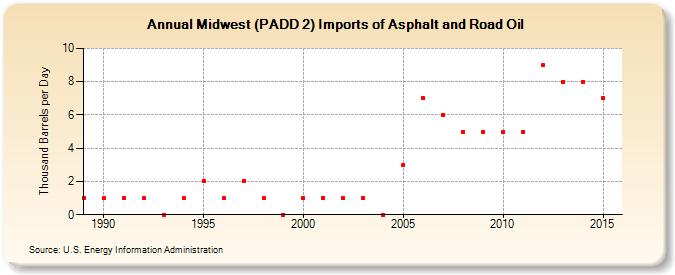 Annual Midwest (PADD 2) Imports of Asphalt and Road Oil
Thousand Barrels per Day
10
8
6
4
2
0
1990 1995 2000 2005 2010 2015
Source: U.S. Energy Information Administration